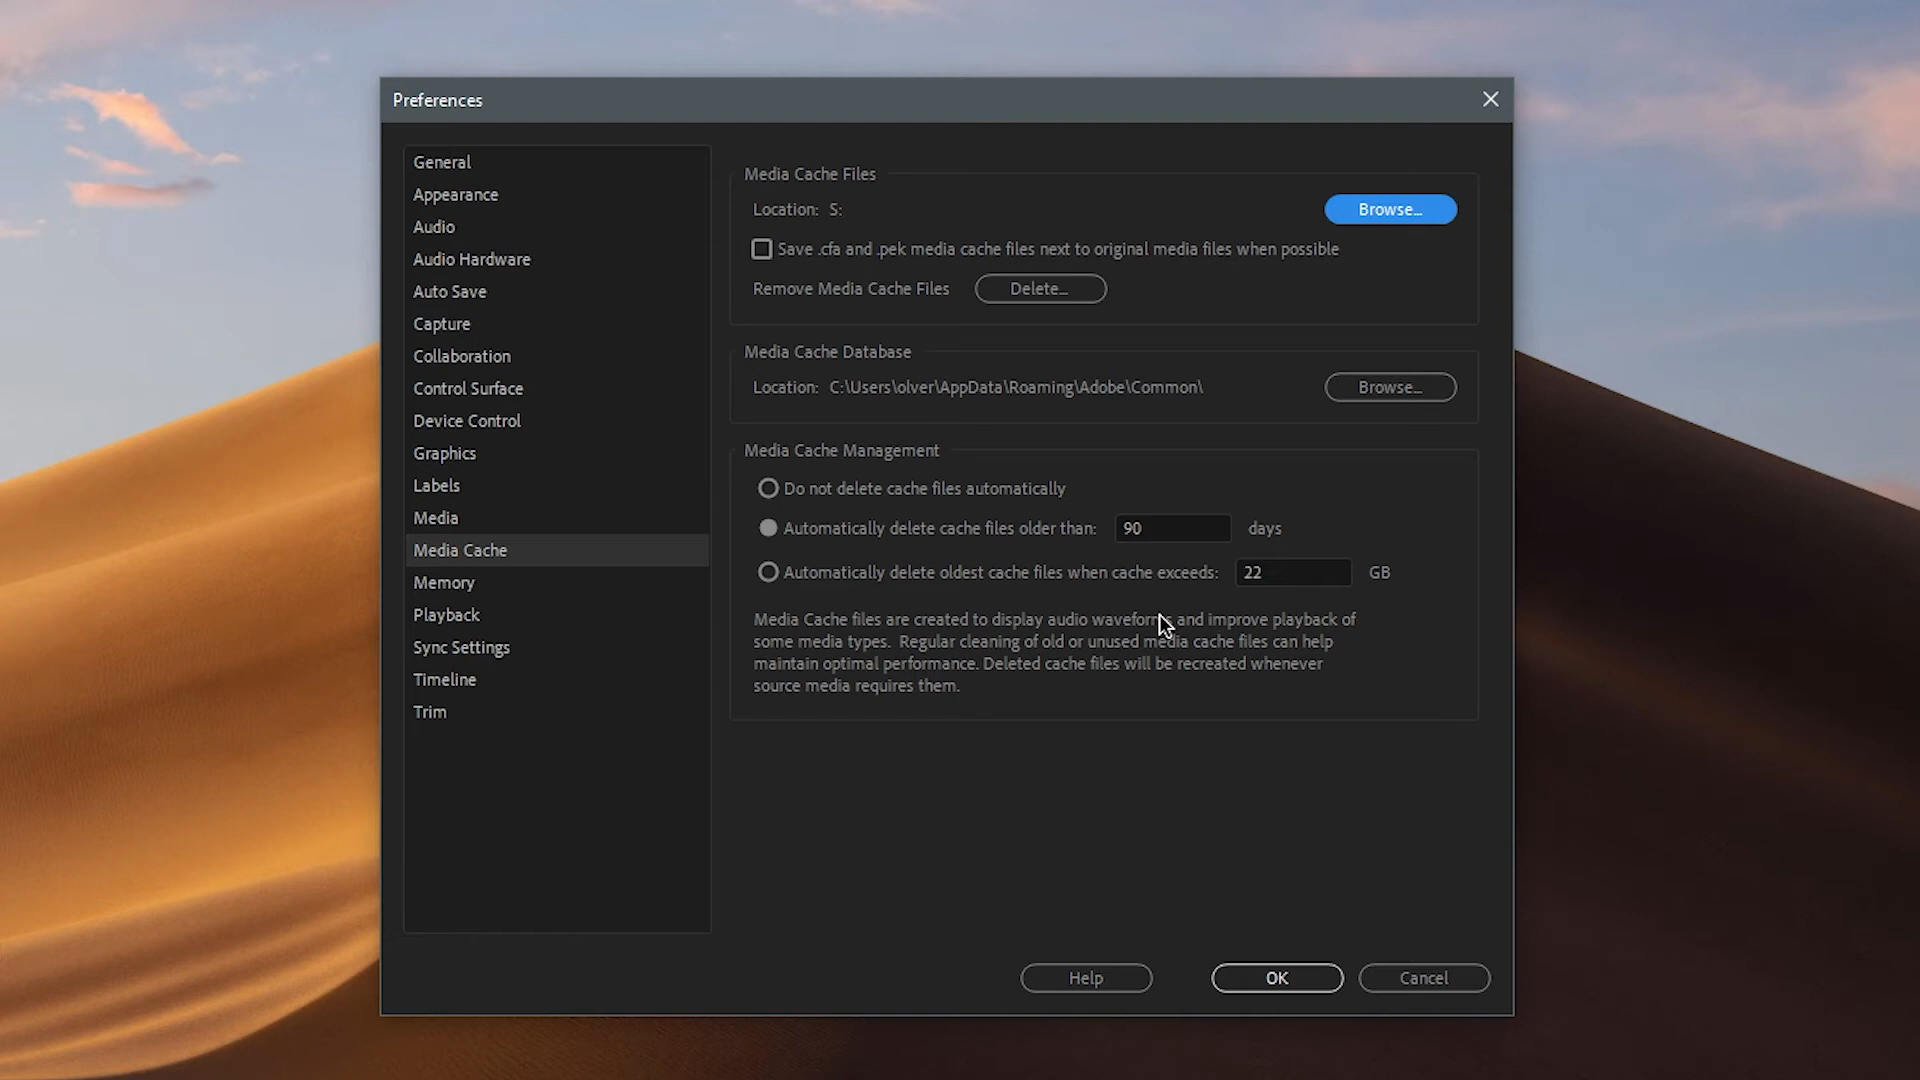 Preferences
General
Appearance
Audio
Audio Hardware
Auto Save
Capture
Collaboration
Control Surface
Device Control
Graphics
Labels
Media
Media Cache
Memory
Playback
Sync Settings
Timeline
Trim
Media Cache Files
Location: S:
Browse...
Save .cfa and .pek media cache files next to original media files when possible
Remove Media Cache Files
Delete...
Media Cache Database
Location: C:\Users\olver\AppData\Roaming\Adobe\Common\
Browse...
Media Cache Management
Do not delete cache files automatically
Automatically delete cache files older than: 90 days
Automatically delete oldest cache files when cache exceeds: 22 GB
Media Cache files are created to display audio waveforms and improve playback of
some media types. Regular cleaning of old or unused media cache files can help
maintain optimal performance. Deleted cache files will be recreated whenever
source media requires them.
Help
OK
Cancel